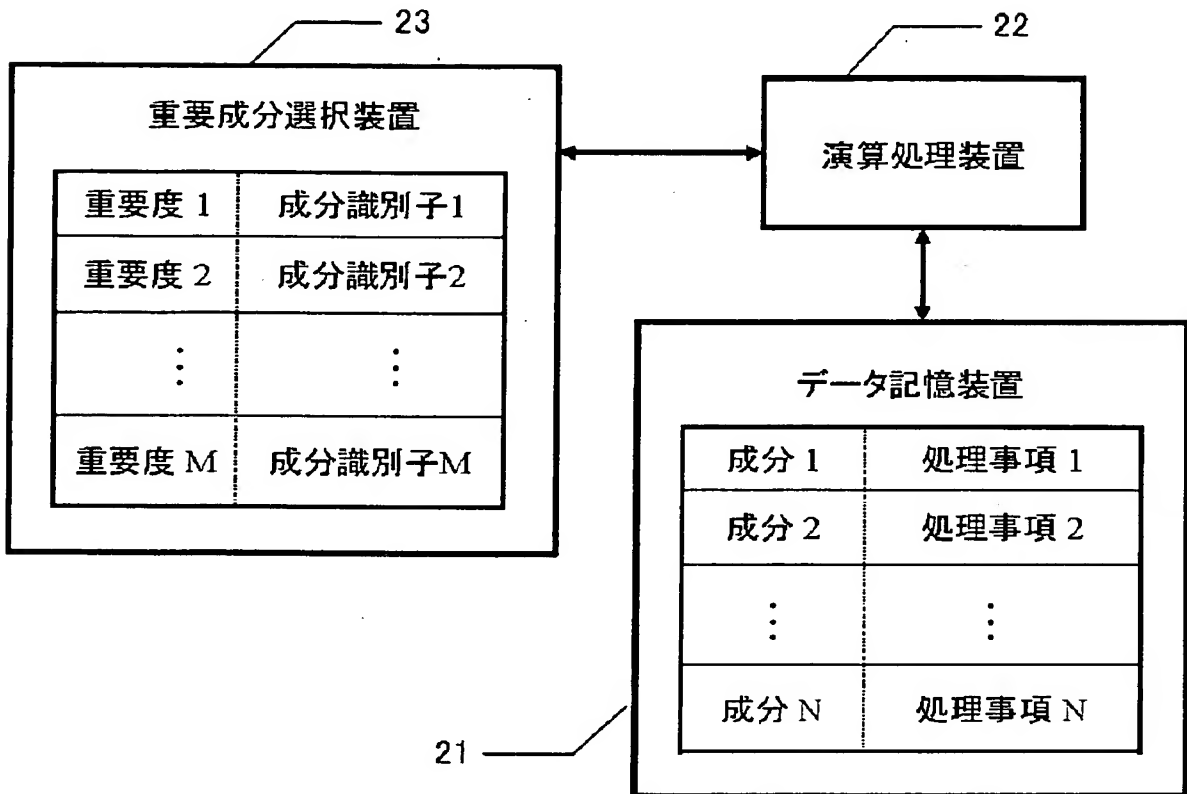 23
重要成分選択装置
重要度 1 成分識別子1
重要度 2 成分識別子2
⋮ ⋮
重要度 M 成分識別子M
22
演算処理装置
データ記憶装置
成分 1 処理事項 1
成分 2 処理事項 2
⋮ ⋮
成分 N 処理事項 N
21